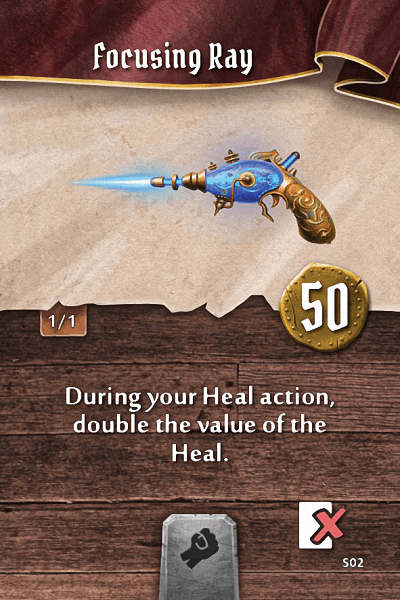 Focusing Ray
50
1/1
During your Heal action,
double the value of the
Heal.
S02